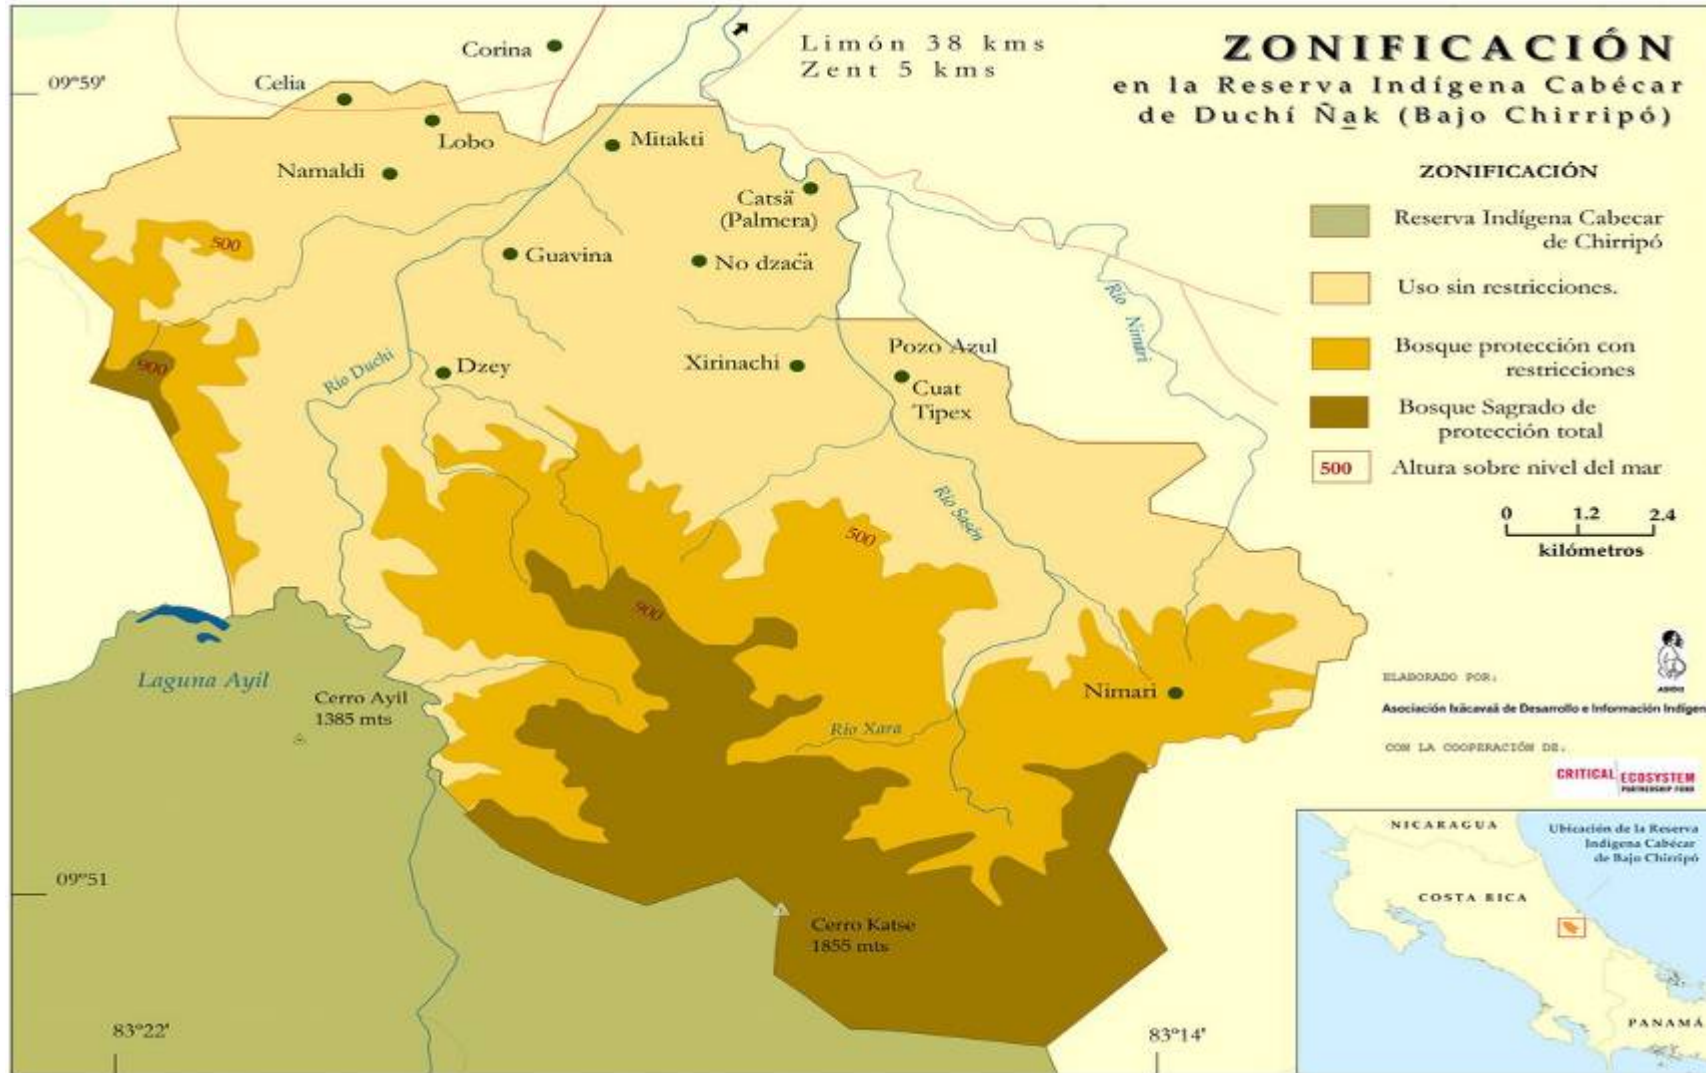 ZONIFICACIÓN
en la Reserva Indígena Cabécar
de Duchí Ñak (Bajo Chirripó)
Limón 38 kms
Zent 5 kms
Corina
09°59'
Celia
Lobo
Mitakti
Namaldi
Catsä
(Palmera)
500
Guavina
No dzacä
Río Nimari
900
Río Duchi
Dzey
Xirinachi
Pozo Azul
Cuat
Tipex
500
Río Sasén
900
Nimari
Laguna Ayil
Cerro Ayil
1385 mts
Río Xara
09°51
Cerro Katse
1855 mts
83°22'
83°14'
ZONIFICACIÓN
Reserva Indígena Cabecar
de Chirripó
Uso sin restricciones.
Bosque protección con
restricciones
Bosque Sagrado de
protección total
500
Altura sobre nivel del mar
0 1.2 2.4
kilómetros
ELABORADO POR:
de Desarrollo e Información Indígen
CON LA COOPERACIÓN DE:
CRITICAL ECOSYSTEM
PARTNERSHIP FUND
NICARAGUA
Ubicación de la Reserva
Indígena Cabécar
de Bajo Chirripó
COSTA RICA
PANAMÁ